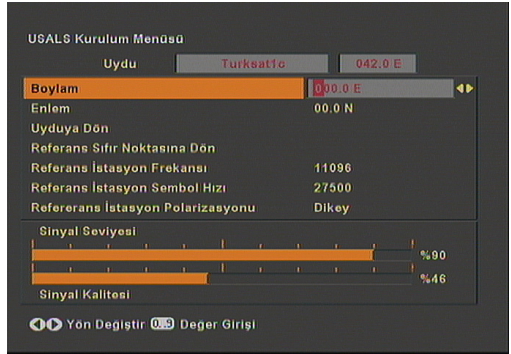 USALS Kurulum Menüsü
Uydu Turksat1c 042.0 E
Boylam 000.0 E
Enlem 00.0 N
Uyduya Dön
Referans Sıfır Noktasına Dön
Referans İstasyon Frekansı 11096
Referans İstasyon Sembol Hızı 27500
Refererans İstasyon Polarizasyonu Dikey
Sinyal Seviyesi
%90
%46
Sinyal Kalitesi
Yön Değiştir 0..9 Değer Girişi